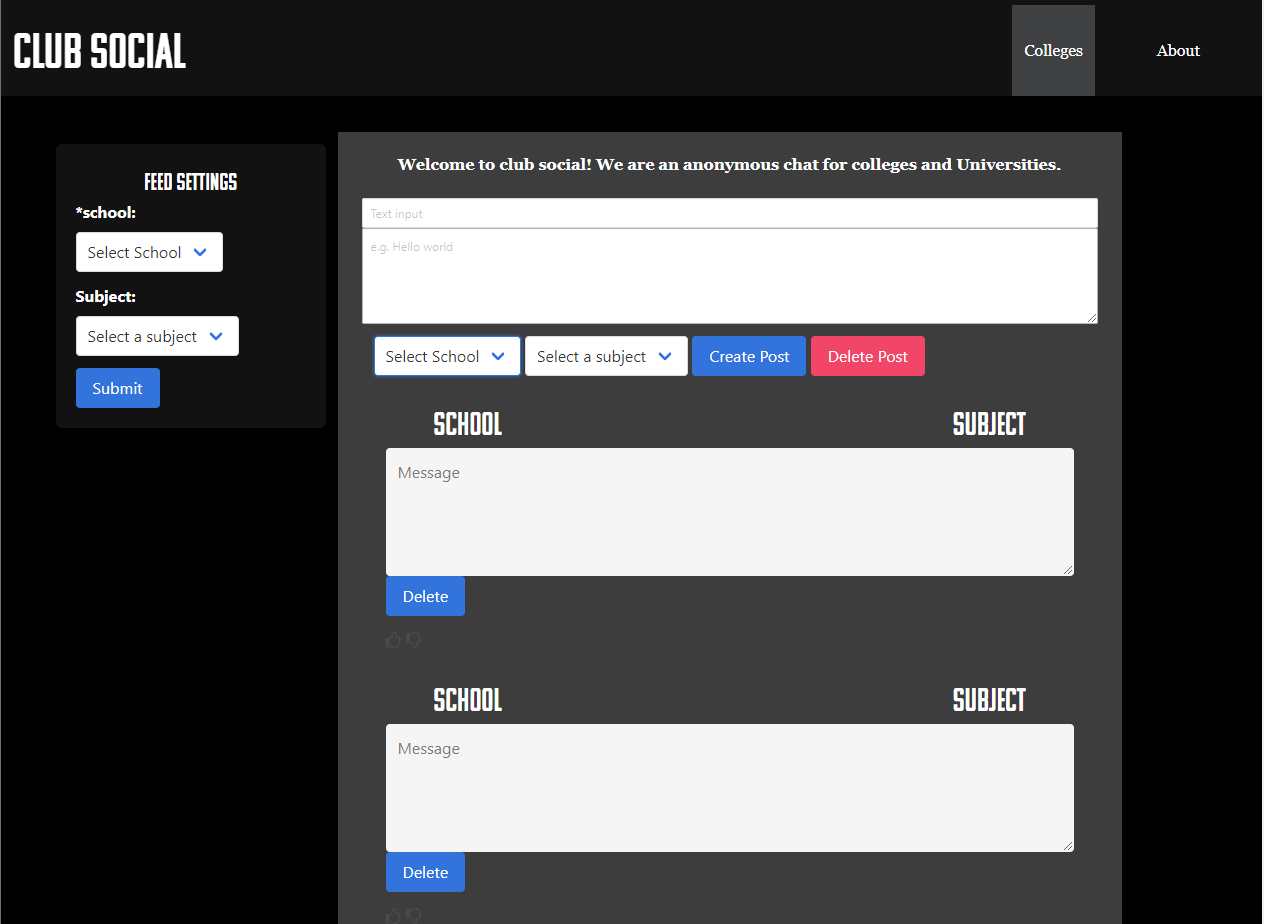 CLUB SOCIAL
Colleges About
FEED SETTINGS
*school:
Select School
Subject:
Select a subject
Submit
Welcome to club social! We are an anonymous chat for colleges and Universities.
Text input
e.g. Hello world
Select School Select a subject Create Post Delete Post
SCHOOL SUBJECT
Message
Delete
SCHOOL SUBJECT
Message
Delete